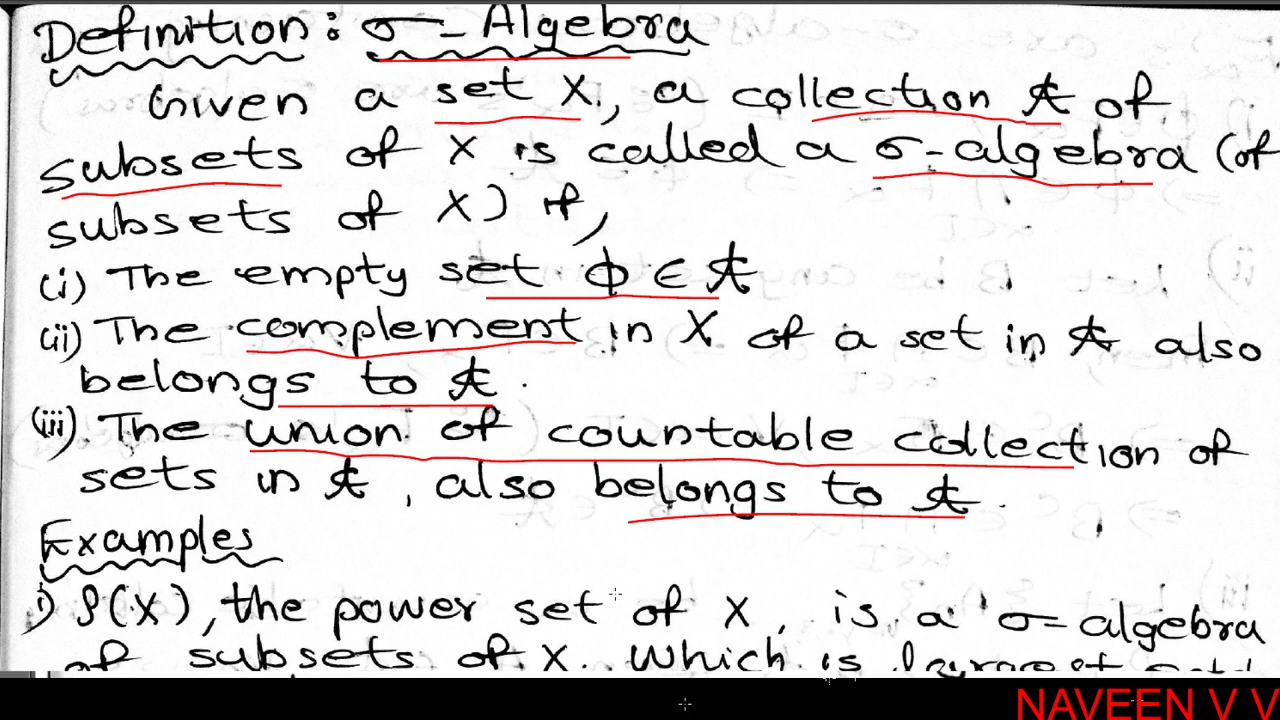 Definition: σ-Algebra
Given a set X, a collection 𝒜 of
subsets of X is called a σ-algebra (of
subsets of X) if,
(i) The empty set ϕ ∈ 𝒜
(ii) The complement in X of a set in 𝒜 also
belongs to 𝒜.
(iii). The union of countable collection of
sets in 𝒜, also belongs to 𝒜.
Examples
i) 𝒫(X), the power set of X, is a σ-algebra
of subsets of X. Which is largest
NAVEEN V V